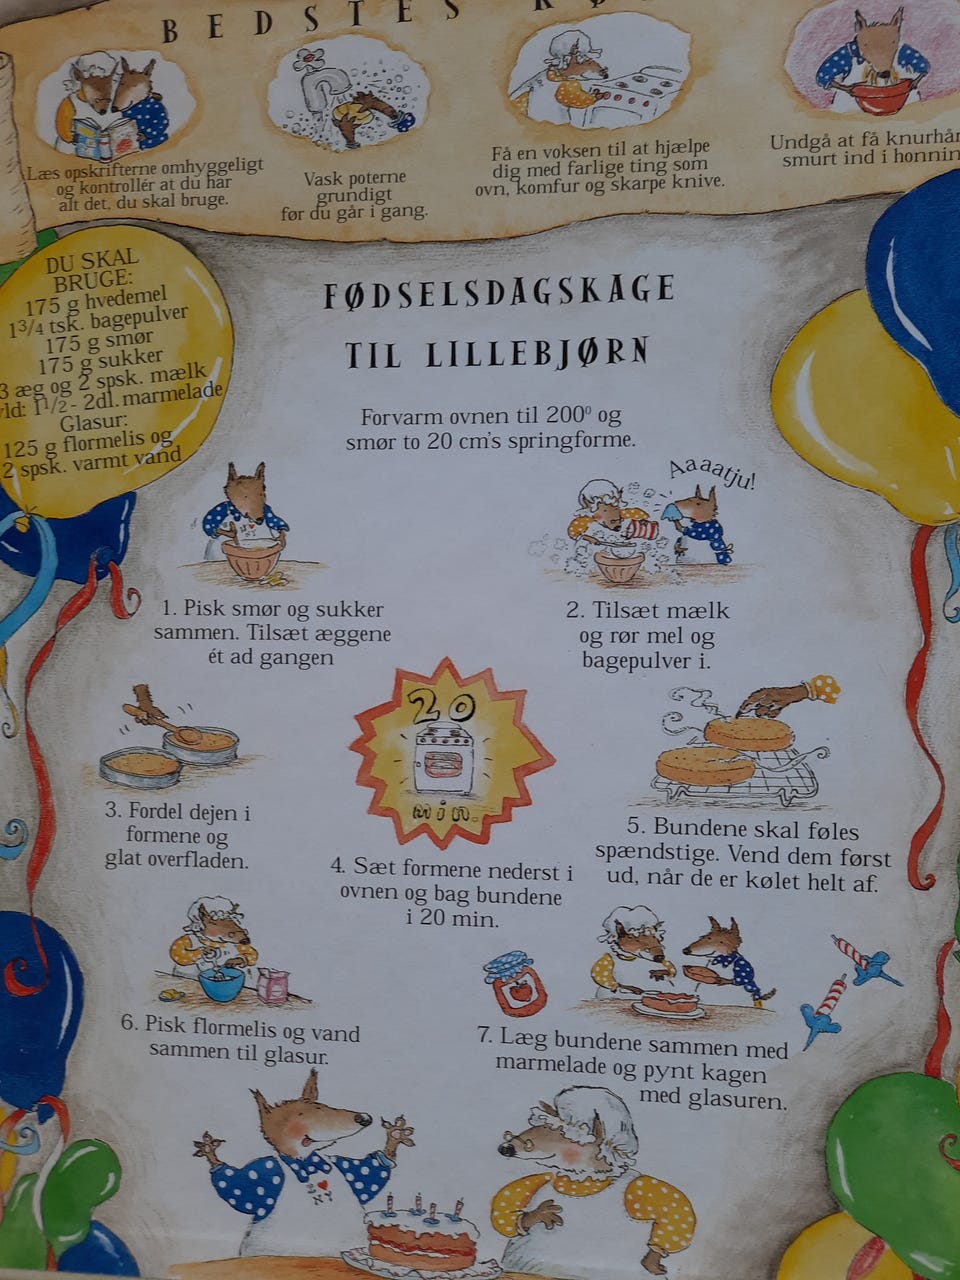 BEDSTES
Læs opskrifterne omhyggeligt
og kontrollér at du har
alt det, du skal bruge.
Vask poterne
grundigt
før du går i gang.
Få en voksen til at hjælpe
dig med farlige ting som
ovn, komfur og skarpe knive.
Undgå at få knurhår
smurt ind i honnin
DU SKAL
BRUGE:
175 g hvedemel
1 3/4 tsk. bagepulver
175 g smør
175 g sukker
3 æg og 2 spsk. mælk
yld: 1 1/2 - 2dl. marmelade
Glasur:
125 g flormelis og
2 spsk. varmt vand
FØDSELSDAGSKAGE
TIL LILLEBJØRN
Forvarm ovnen til 200⁰ og
smør to 20 cm's springforme.
Aaaatju!
1. Pisk smør og sukker
sammen. Tilsæt æggene
ét ad gangen
2. Tilsæt mælk
og rør mel og
bagepulver i.
3. Fordel dejen i
formene og
glat overfladen.
20
min.
4. Sæt formene nederst i
ovnen og bag bundene
i 20 min.
5. Bundene skal føles
spændstige. Vend dem først
ud, når de er kølet helt af.
6. Pisk flormelis og vand
sammen til glasur.
7. Læg bundene sammen med
marmelade og pynt kagen
med glasuren.